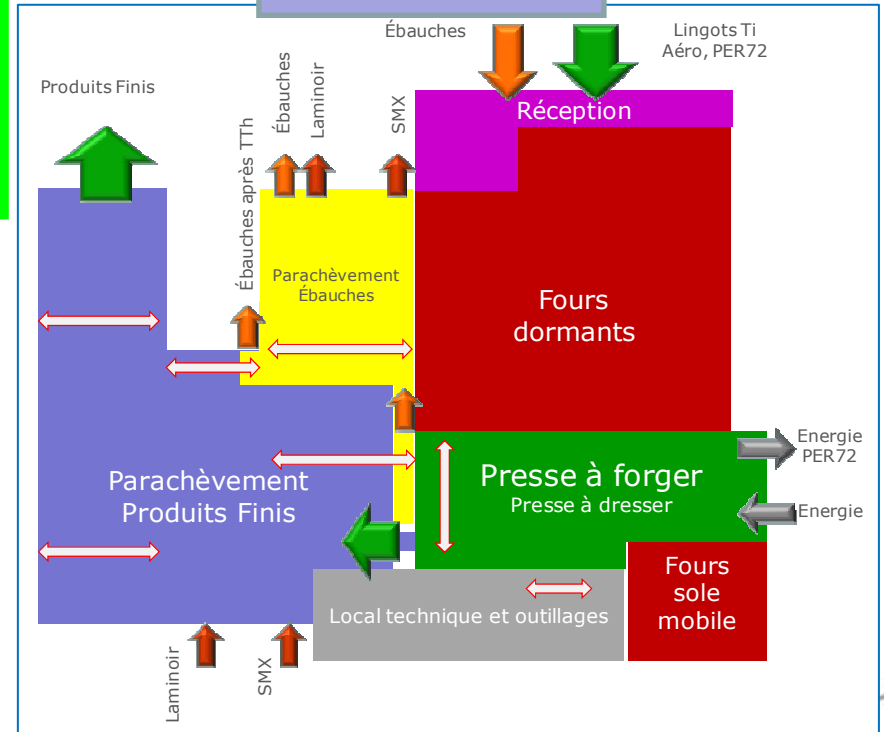 Ébauches
Lingots Ti
Aéro, PER72
Produits Finis
Ébauches
Laminoir
SMX
Réception
Ébauches après TTh
Parachèvement
Ébauches
Fours
dormants
Energie
PER72
Presse à forger
Presse à dresser
Parachèvement
Produits Finis
Energie
Fours
sole
mobile
Local technique et outillages
Laminoir
SMX